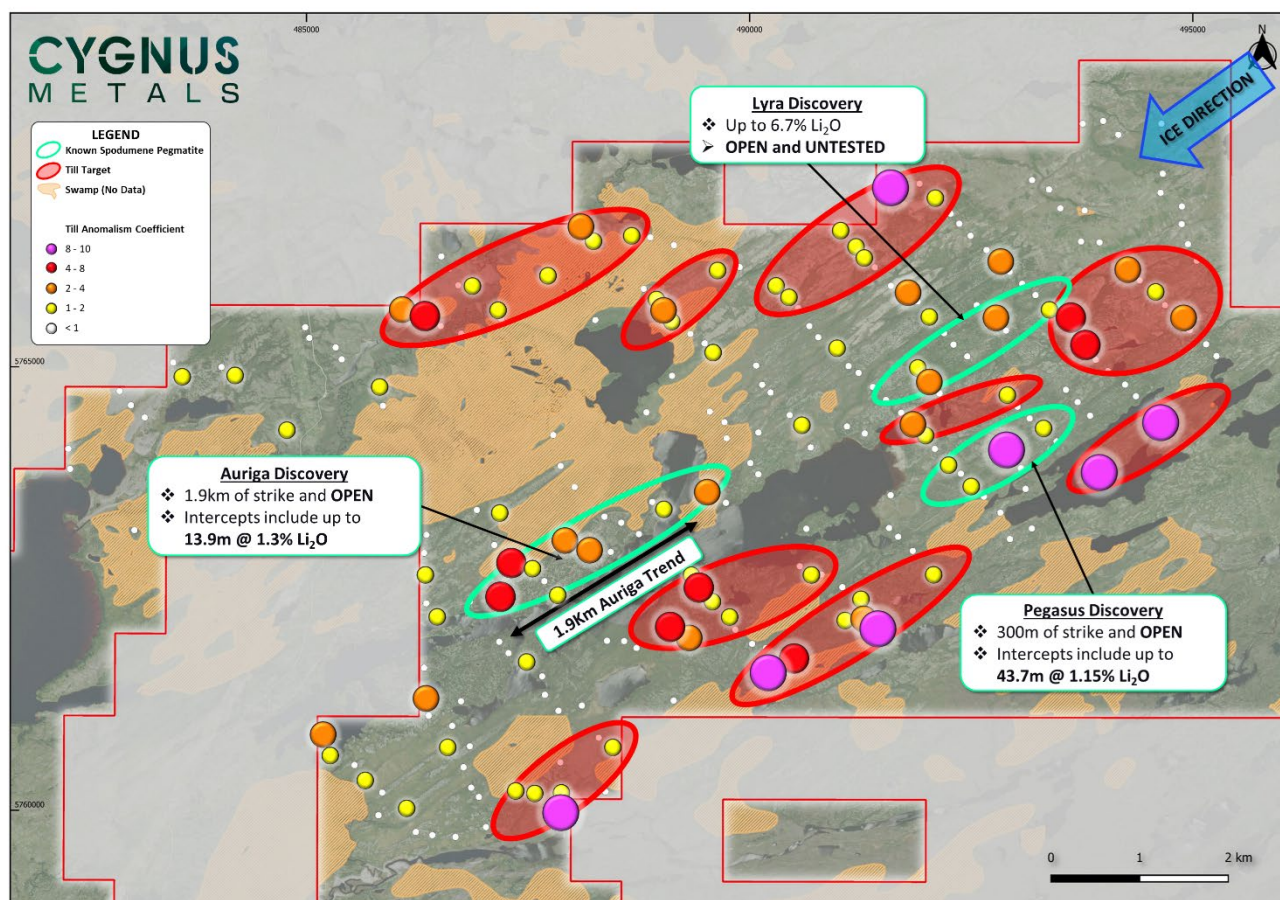 485000
490000
495000
CYGNUS
METALS
N
ICE DIRECTION
LEGEND
Known Spodumene Pegmatite
Till Target
Swamp (No Data)
Till Anomalism Coefficient
8 - 10
4 - 8
2 - 4
1 - 2
< 1
Lyra Discovery
❖ Up to 6.7% Li₂O
➢ OPEN and UNTESTED
5765000
Auriga Discovery
❖ 1.9km of strike and OPEN
❖ Intercepts include up to
13.9m @ 1.3% Li₂O
1.9Km Auriga Trend
Pegasus Discovery
❖ 300m of strike and OPEN
❖ Intercepts include up to
43.7m @ 1.15% Li₂O
5760000
0 1 2 km